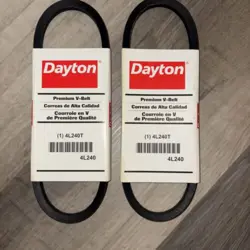 Dayton
Premium V-Belt
Correas de Alta Calidad
Courroie en V
de Première Qualité
(1) 4L240T
4L240
Dayton
Premium V-Belt
Correas de Alta Calidad
Courroie en V
de Première Qualité
(1) 4L240T
4L240